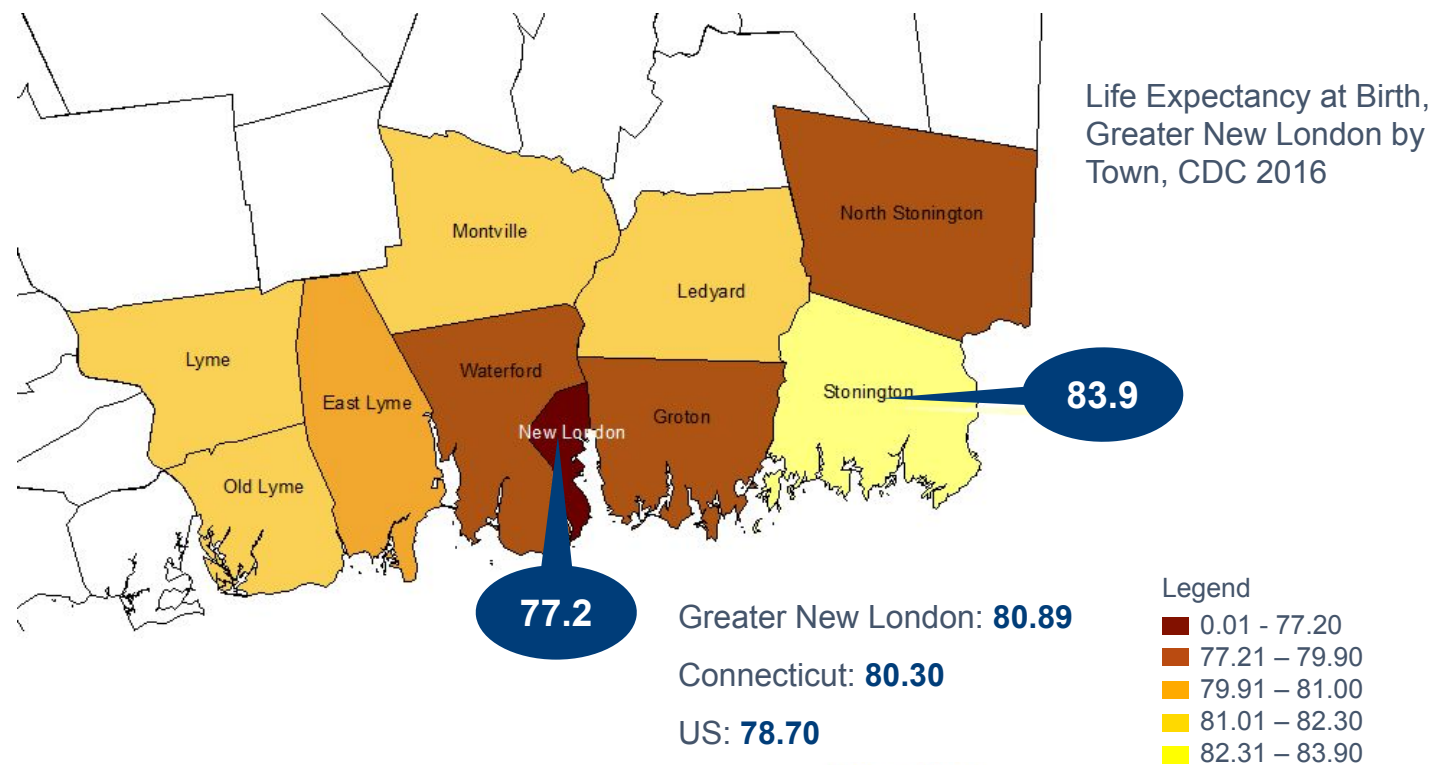 Life Expectancy at Birth,
Greater New London by
Town, CDC 2016
North Stonington
Montville
Ledyard
Lyme
Waterford
Stonington
83.9
East Lyme
Groton
New London
Old Lyme
77.2
Greater New London: 80.89
Connecticut: 80.30
US: 78.70
Legend
0.01 - 77.20
77.21 – 79.90
79.91 – 81.00
81.01 – 82.30
82.31 – 83.90